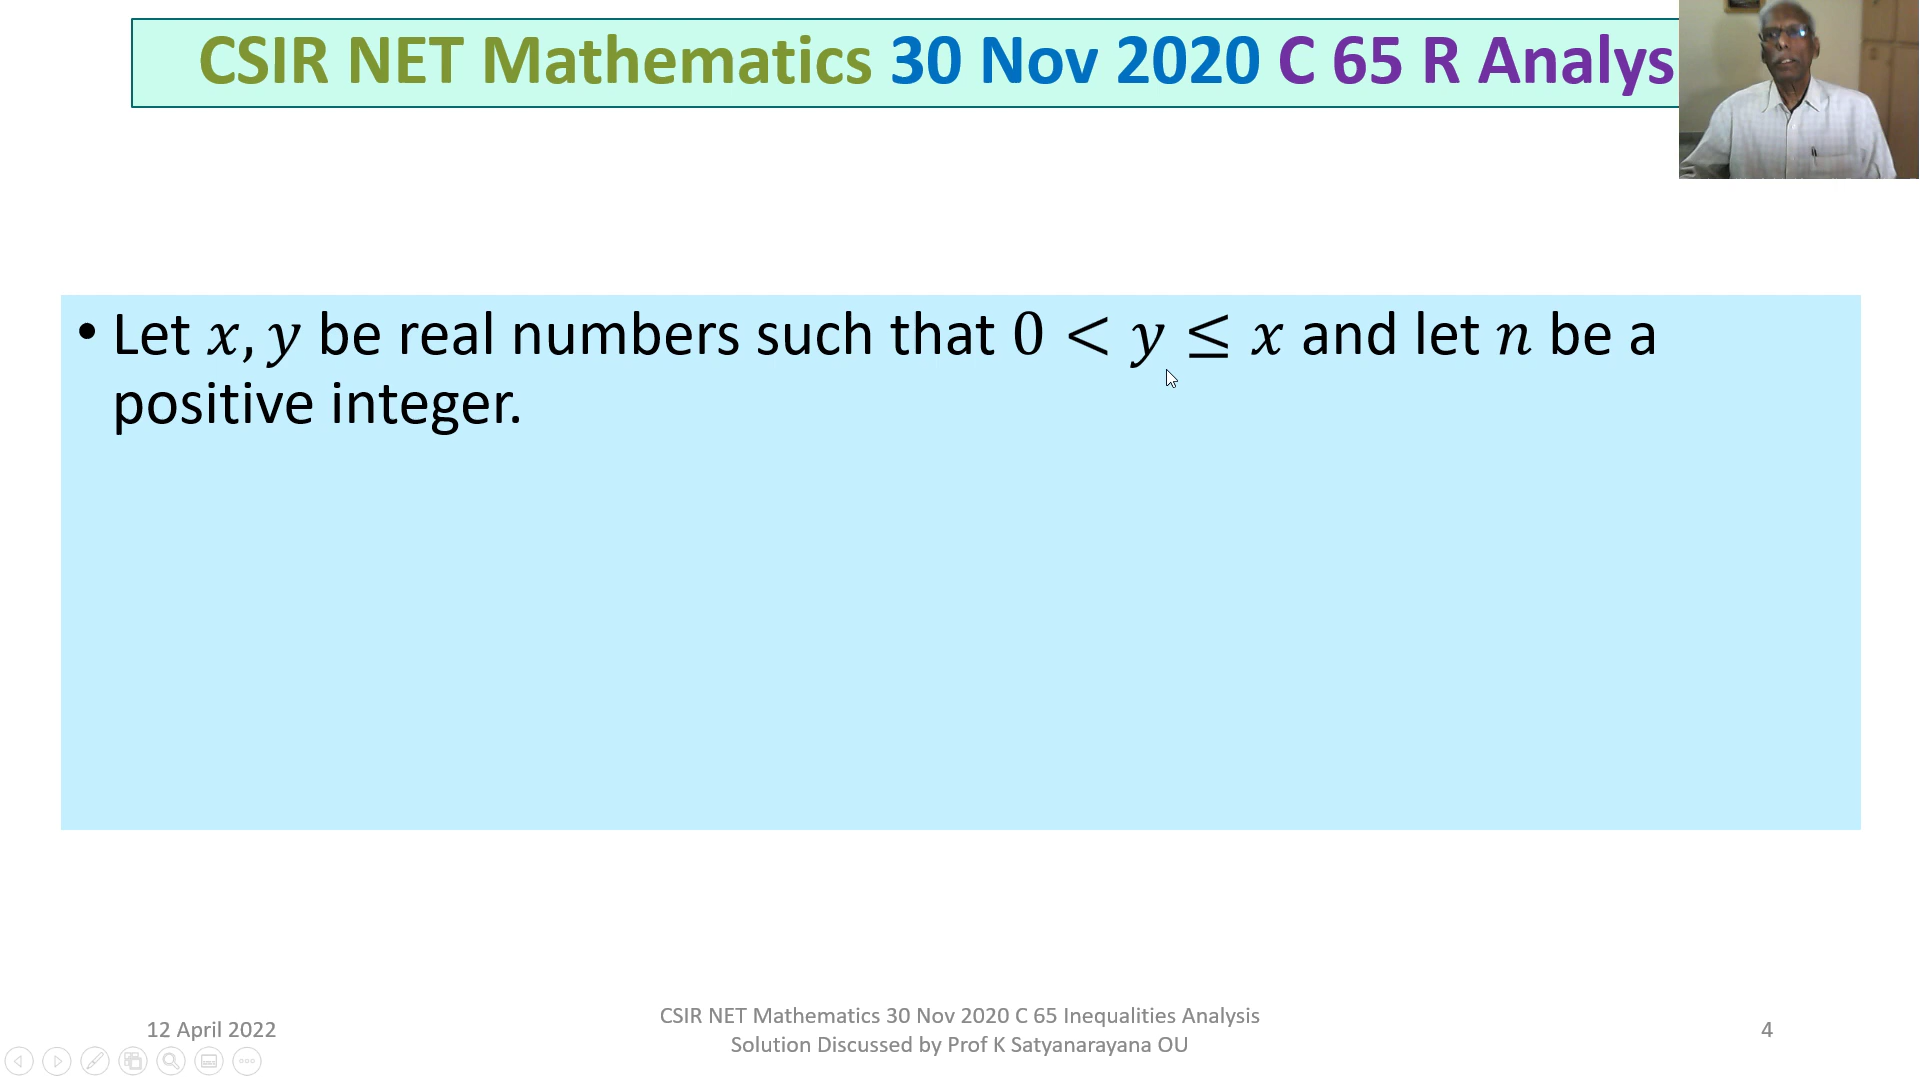 CSIR NET Mathematics 30 Nov 2020 C 65 R Analys
• Let x, y be real numbers such that 0 < y ≤ x and let n be a
positive integer.
12 April 2022
CSIR NET Mathematics 30 Nov 2020 C 65 Inequalities Analysis
Solution Discussed by Prof K Satyanarayana OU
4